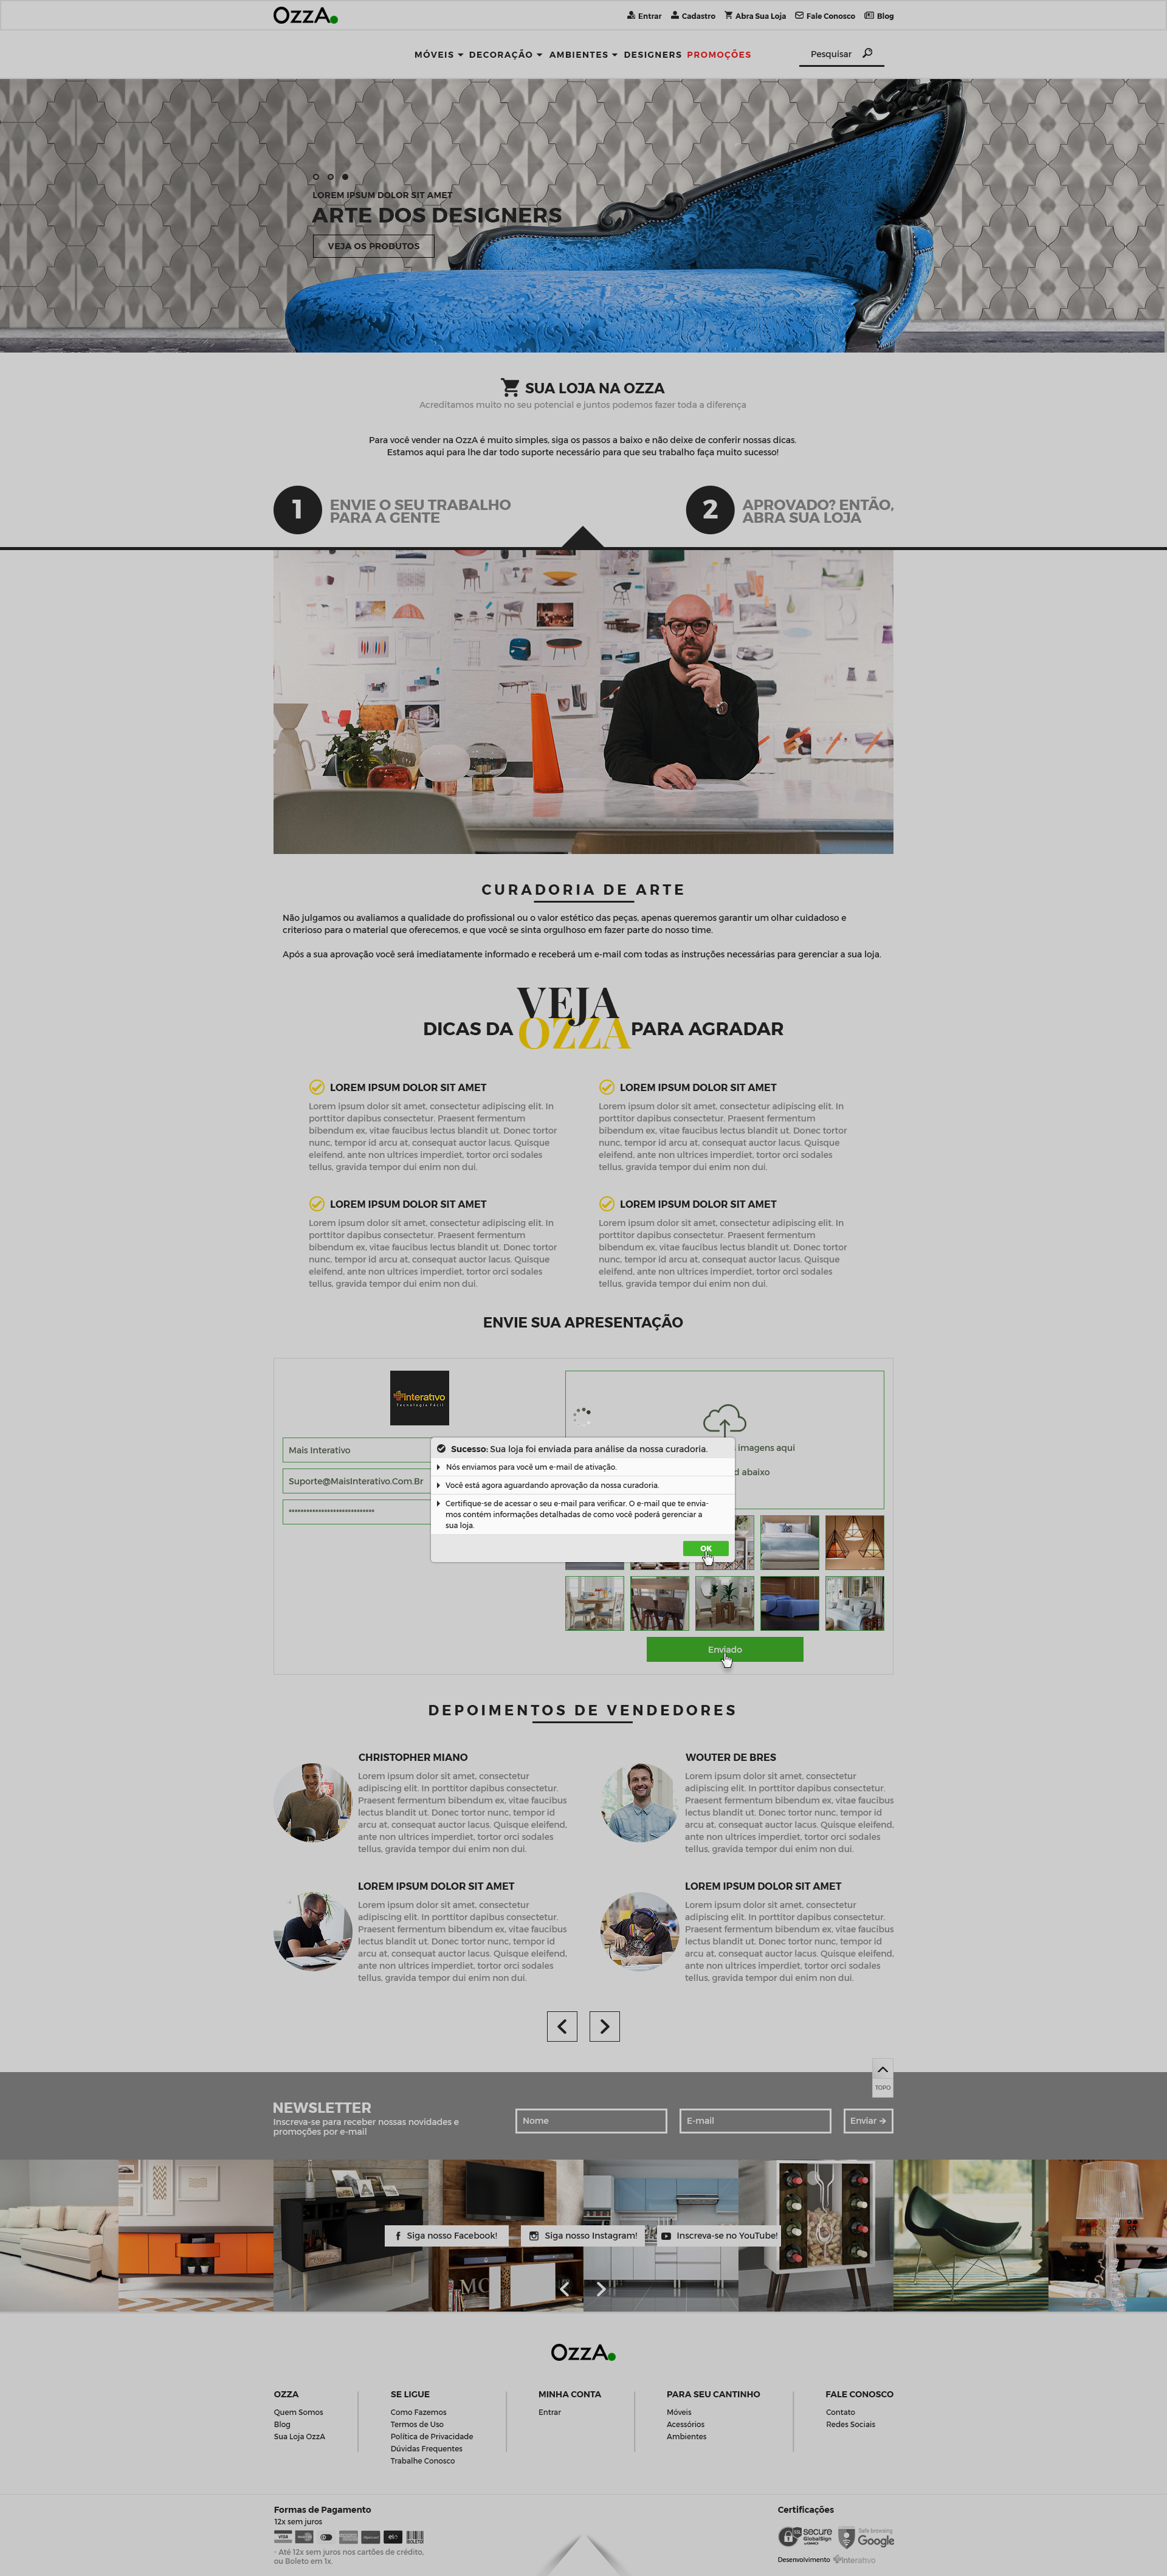 OzzA.
Entrar Cadastro Abra Sua Loja Fale Conosco Blog
MÓVEIS DECORAÇÃO AMBIENTES DESIGNERS PROMOÇÕES
Pesquisar
LOREM IPSUM DOLOR SIT AMET
ARTE DOS DESIGNERS
VEJA OS PRODUTOS
SUA LOJA NA OZZA
Acreditamos muito no seu potencial e juntos podemos fazer toda a diferença
Para você vender na OzzA é muito simples, siga os passos a baixo e não deixe de conferir nossas dicas.
Estamos aqui para lhe dar todo suporte necessário para que seu trabalho faça muito sucesso!
1
ENVIE O SEU TRABALHO
PARA A GENTE
2
APROVADO? ENTÃO,
ABRA SUA LOJA
CURADORIA DE ARTE
Não julgamos ou avaliamos a qualidade do profissional ou o valor estético das peças, apenas queremos garantir um olhar cuidadoso e
criterioso para o material que oferecemos, e que você se sinta orgulhoso em fazer parte do nosso time.
Após a sua aprovação você será imediatamente informado e receberá um e-mail com todas as instruções necessárias para gerenciar a sua loja.
VEJA
DICAS DA OZZA PARA AGRADAR
LOREM IPSUM DOLOR SIT AMET
Lorem ipsum dolor sit amet, consectetur adipiscing elit. In
porttitor dapibus consectetur. Praesent fermentum
bibendum ex, vitae faucibus lectus blandit ut. Donec tortor
nunc, tempor id arcu at, consequat auctor lacus. Quisque
eleifend, ante non ultrices imperdiet, tortor orci sodales
tellus, gravida tempor dui enim non dui.
LOREM IPSUM DOLOR SIT AMET
Lorem ipsum dolor sit amet, consectetur adipiscing elit. In
porttitor dapibus consectetur. Praesent fermentum
bibendum ex, vitae faucibus lectus blandit ut. Donec tortor
nunc, tempor id arcu at, consequat auctor lacus. Quisque
eleifend, ante non ultrices imperdiet, tortor orci sodales
tellus, gravida tempor dui enim non dui.
LOREM IPSUM DOLOR SIT AMET
Lorem ipsum dolor sit amet, consectetur adipiscing elit. In
porttitor dapibus consectetur. Praesent fermentum
bibendum ex, vitae faucibus lectus blandit ut. Donec tortor
nunc, tempor id arcu at, consequat auctor lacus. Quisque
eleifend, ante non ultrices imperdiet, tortor orci sodales
tellus, gravida tempor dui enim non dui.
LOREM IPSUM DOLOR SIT AMET
Lorem ipsum dolor sit amet, consectetur adipiscing elit. In
porttitor dapibus consectetur. Praesent fermentum
bibendum ex, vitae faucibus lectus blandit ut. Donec tortor
nunc, tempor id arcu at, consequat auctor lacus. Quisque
eleifend, ante non ultrices imperdiet, tortor orci sodales
tellus, gravida tempor dui enim non dui.
ENVIE SUA APRESENTAÇÃO
Interativo
Tecnologia Fácil
Mais Interativo
Suporte@MaisInterativo.Com.Br
imagens aqui
d abaixo
Sucesso: Sua loja foi enviada para análise da nossa curadoria.
Nós enviamos para você um e-mail de ativação.
Você está agora aguardando aprovação da nossa curadoria.
Certifique-se de acessar o seu e-mail para verificar. O e-mail que te envia-
mos contém informações detalhadas de como você poderá gerenciar a
sua loja.
OK
Enviado
DEPOIMENTOS DE VENDEDORES
CHRISTOPHER MIANO
Lorem ipsum dolor sit amet, consectetur
adipiscing elit. In porttitor dapibus consectetur.
Praesent fermentum bibendum ex, vitae faucibus
lectus blandit ut. Donec tortor nunc, tempor id
arcu at, consequat auctor lacus. Quisque eleifend,
ante non ultrices imperdiet, tortor orci sodales
tellus, gravida tempor dui enim non dui.
WOUTER DE BRES
Lorem ipsum dolor sit amet, consectetur
adipiscing elit. In porttitor dapibus consectetur.
Praesent fermentum bibendum ex, vitae faucibus
lectus blandit ut. Donec tortor nunc, tempor id
arcu at, consequat auctor lacus. Quisque eleifend,
ante non ultrices imperdiet, tortor orci sodales
tellus, gravida tempor dui enim non dui.
LOREM IPSUM DOLOR SIT AMET
Lorem ipsum dolor sit amet, consectetur
adipiscing elit. In porttitor dapibus consectetur.
Praesent fermentum bibendum ex, vitae faucibus
lectus blandit ut. Donec tortor nunc, tempor id
arcu at, consequat auctor lacus. Quisque eleifend,
ante non ultrices imperdiet, tortor orci sodales
tellus, gravida tempor dui enim non dui.
LOREM IPSUM DOLOR SIT AMET
Lorem ipsum dolor sit amet, consectetur
adipiscing elit. In porttitor dapibus consectetur.
Praesent fermentum bibendum ex, vitae faucibus
lectus blandit ut. Donec tortor nunc, tempor id
arcu at, consequat auctor lacus. Quisque eleifend,
ante non ultrices imperdiet, tortor orci sodales
tellus, gravida tempor dui enim non dui.
TOPO
NEWSLETTER
Inscreva-se para receber nossas novidades e
promoções por e-mail
Nome
E-mail
Enviar
Siga nosso Facebook!
Siga nosso Instagram!
Inscreva-se no YouTube!
OzzA.
OZZA
Quem Somos
Blog
Sua Loja OzzA
SE LIGUE
Como Fazemos
Termos de Uso
Política de Privacidade
Dúvidas Frequentes
Trabalhe Conosco
MINHA CONTA
Entrar
PARA SEU CANTINHO
Móveis
Acessórios
Ambientes
FALE CONOSCO
Contato
Redes Sociais
Formas de Pagamento
12x sem juros
VISA
elo
BOLETO
- Até 12x sem juros nos cartões de crédito,
ou Boleto em 1x.
Certificações
secure
GlobalSign
Safe browsing
Google
Desenvolvimento Interativo